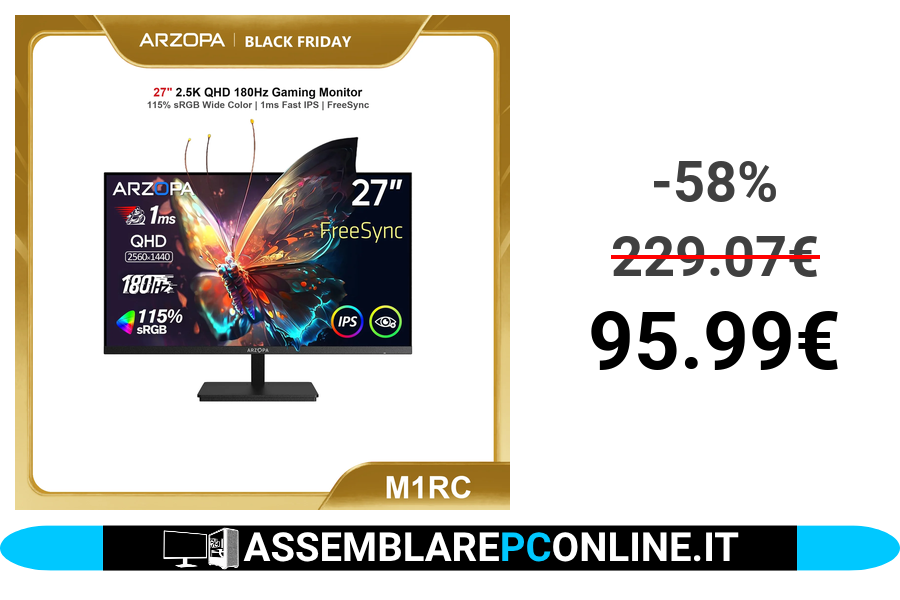 ARZOPA | BLACK FRIDAY
27" 2.5K QHD 180Hz Gaming Monitor
115% sRGB Wide Color | 1ms Fast IPS | FreeSync
ARZOPA
27"
1ms
FreeSync
QHD
2560×1440
180Hz
115%
sRGB
IPS
ARZOPA
M1RC
-58%
229.07€
95.99€
ASSEMBLAREPCONLINE.IT